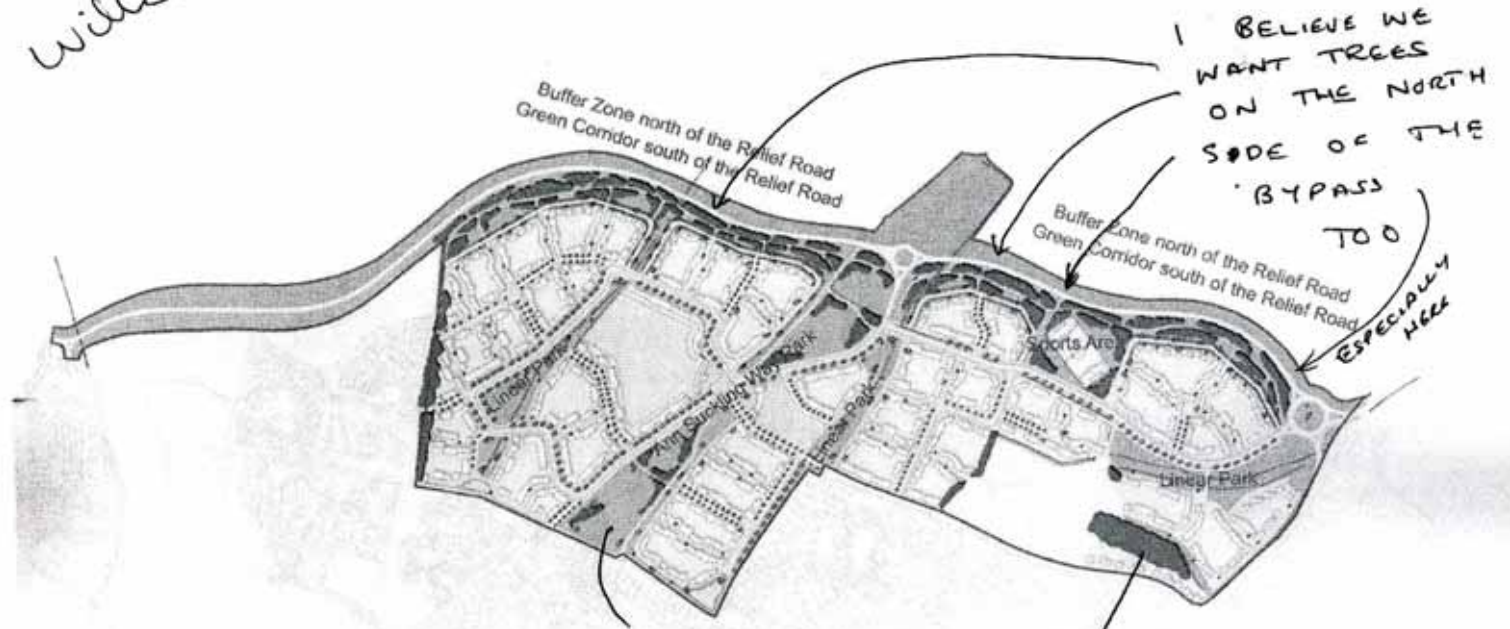 I BELIEVE WE
WANT TREES
ON THE NORTH
SIDE OF THE
BYPASS
TOO
ESPECIALLY
HERE
Buffer Zone north of the Relief Road
Green Corridor south of the Relief Road
Buffer Zone north of the Relief Road
Green Corridor south of the Relief Road
Sports Are
Linear Park
Ann Suckling Way Park
Linear Park
Linear Park